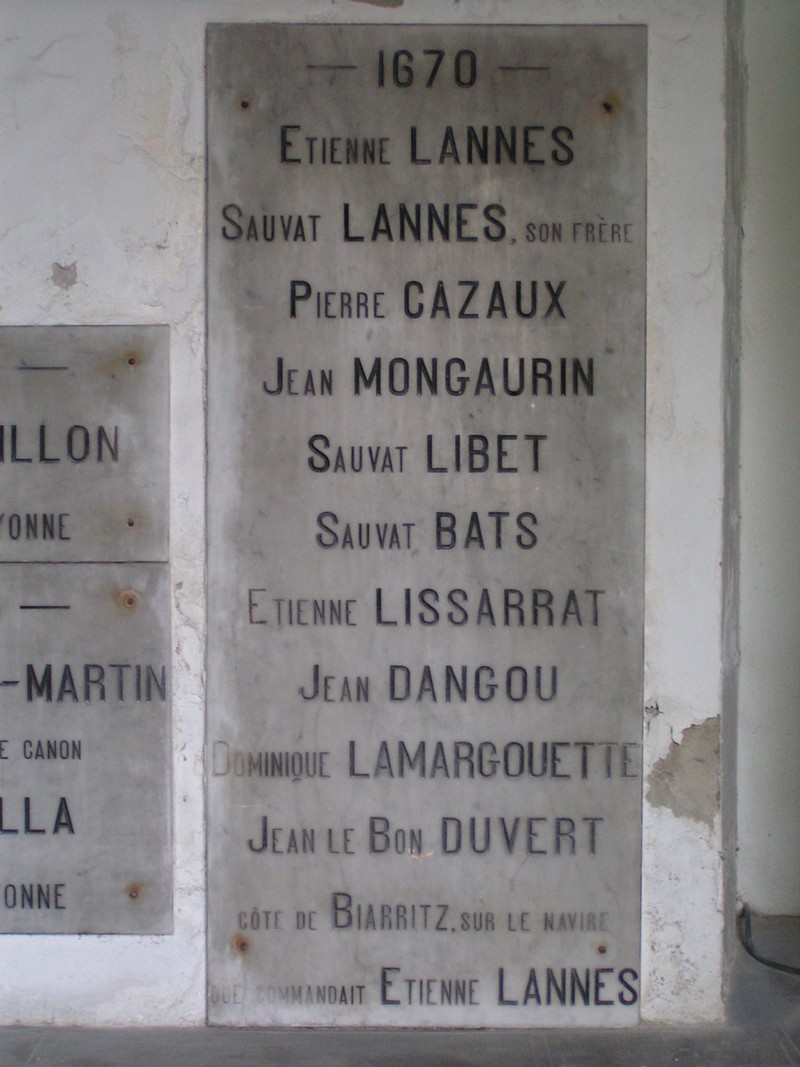 — 1670 —
ETIENNE LANNES
SAUVAT LANNES, SON FRÈRE
PIERRE CAZAUX
JEAN MONGAURIN
SAUVAT LIBET
SAUVAT BATS
ETIENNE LISSARRAT
JEAN DANGOU
DOMINIQUE LAMARGOUETTE
JEAN LE BON DUVERT
CÔTE DE BIARRITZ, SUR LE NAVIRE
QUE COMMANDAIT ETIENNE LANNES
—
ILLON
YONNE
—
-MARTIN
E CANON
LLA
ONNE